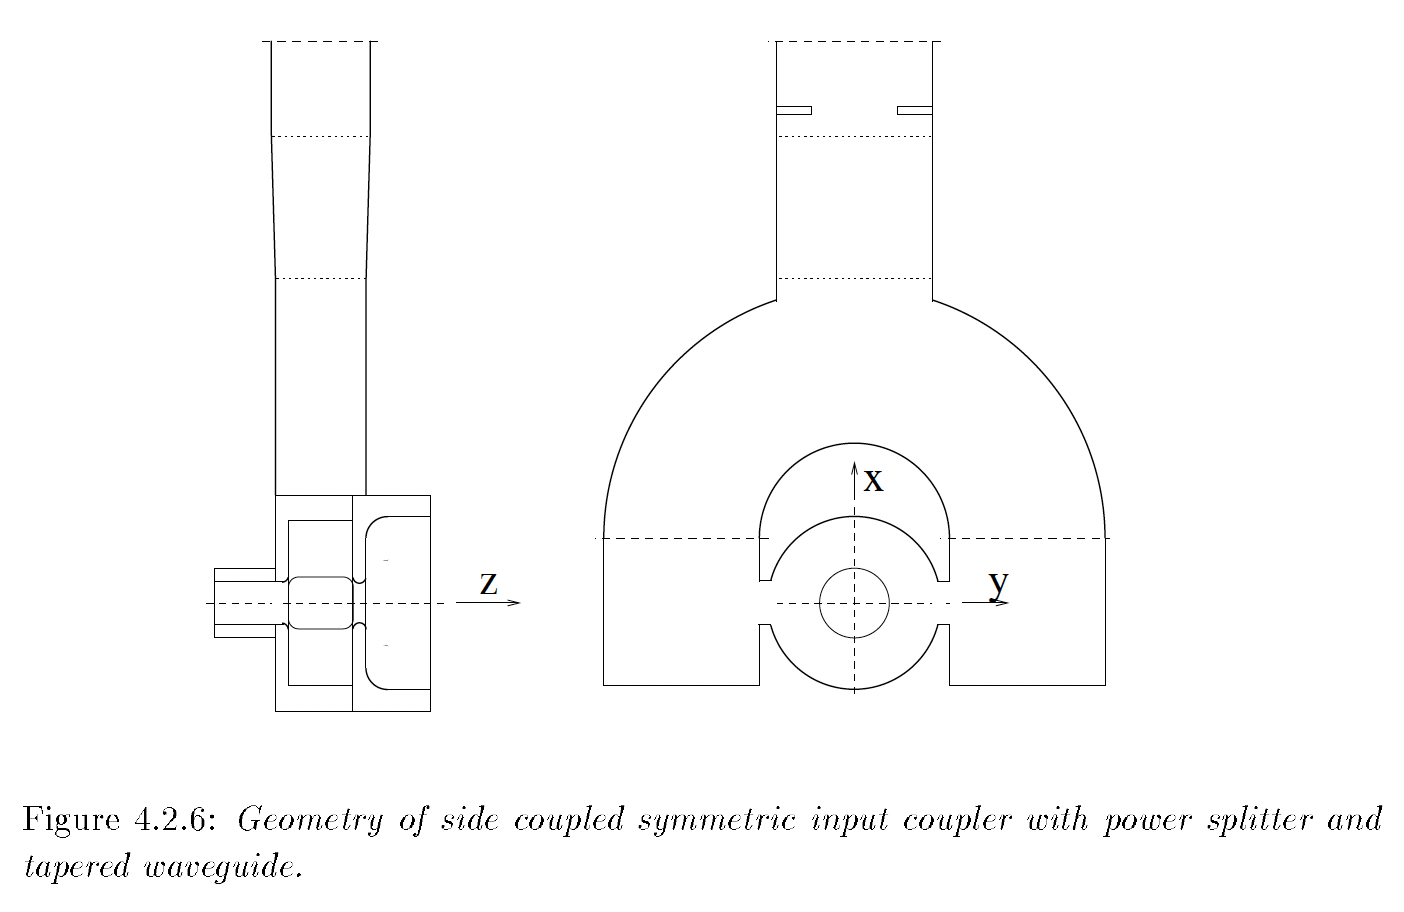 x
z
y
Figure 4.2.6: Geometry of side coupled symmetric input coupler with power splitter and
tapered waveguide.